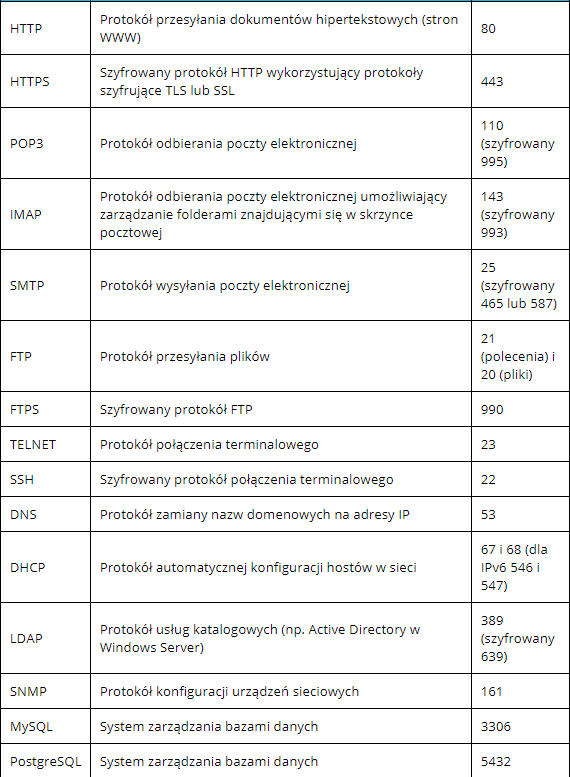 HTTP
Protokół przesyłania dokumentów hipertekstowych (stron
WWW)
80
HTTPS
Szyfrowany protokół HTTP wykorzystujący protokoły
szyfrujące TLS lub SSL
443
POP3
Protokół odbierania poczty elektronicznej
110
(szyfrowany
995)
IMAP
Protokół odbierania poczty elektronicznej umożliwiający
zarządzanie folderami znajdującymi się w skrzynce
pocztowej
143
(szyfrowany
993)
SMTP
Protokół wysyłania poczty elektronicznej
25
(szyfrowany
465 lub 587)
FTP
Protokół przesyłania plików
21
(polecenia) i
20 (pliki)
FTPS
Szyfrowany protokół FTP
990
TELNET
Protokół połączenia terminalowego
23
SSH
Szyfrowany protokół połączenia terminalowego
22
DNS
Protokół zamiany nazw domenowych na adresy IP
53
DHCP
Protokół automatycznej konfiguracji hostów w sieci
67 i 68 (dla
IPv6 546 i
547)
LDAP
Protokół usług katalogowych (np. Active Directory w
Windows Server)
389
(szyfrowany
639)
SNMP
Protokół konfiguracji urządzeń sieciowych
161
MySQL
System zarządzania bazami danych
3306
PostgreSQL
System zarządzania bazami danych
5432